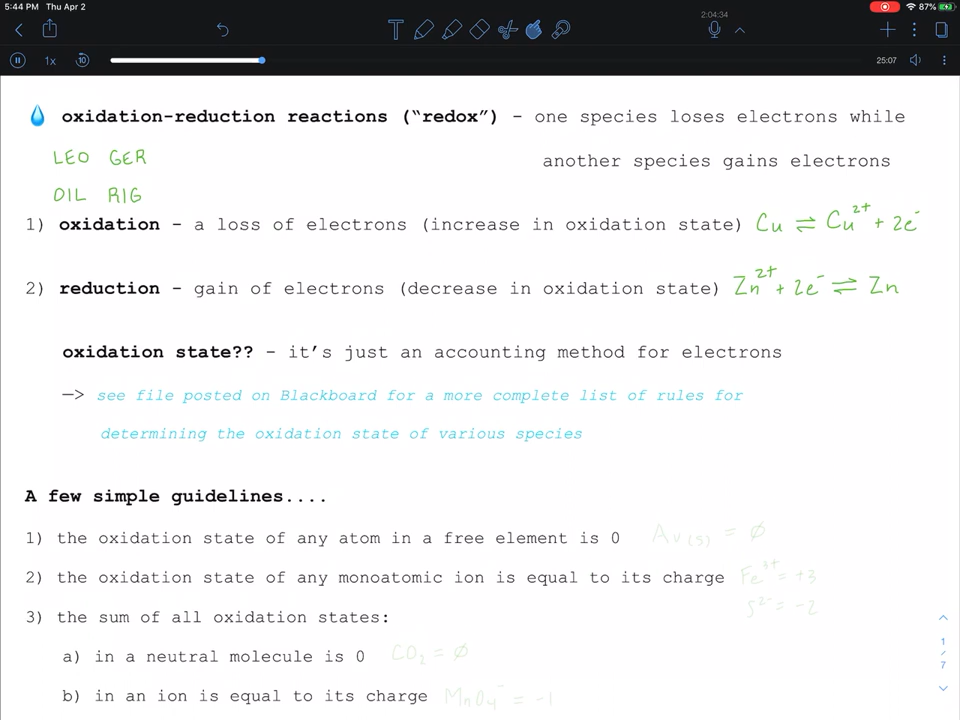 5:44 PM Thu Apr 2
87%
2:04:34
1x
10
25:07
oxidation-reduction reactions (“redox”) - one species loses electrons while
another species gains electrons
LEO GER
OIL RIG
1) oxidation - a loss of electrons (increase in oxidation state) Cu ⇌ Cu²⁺ + 2e⁻
2) reduction - gain of electrons (decrease in oxidation state) Zn²⁺ + 2e⁻ ⇌ Zn
oxidation state?? - it’s just an accounting method for electrons
—> see file posted on Blackboard for a more complete list of rules for
determining the oxidation state of various species
A few simple guidelines....
1) the oxidation state of any atom in a free element is 0 Au(s) = ∅
2) the oxidation state of any monoatomic ion is equal to its charge Fe³⁺ = +3
S²⁻ = -2
3) the sum of all oxidation states:
a) in a neutral molecule is 0 CO₂ = ∅
b) in an ion is equal to its charge MnO₄⁻ = -1
1
/
7